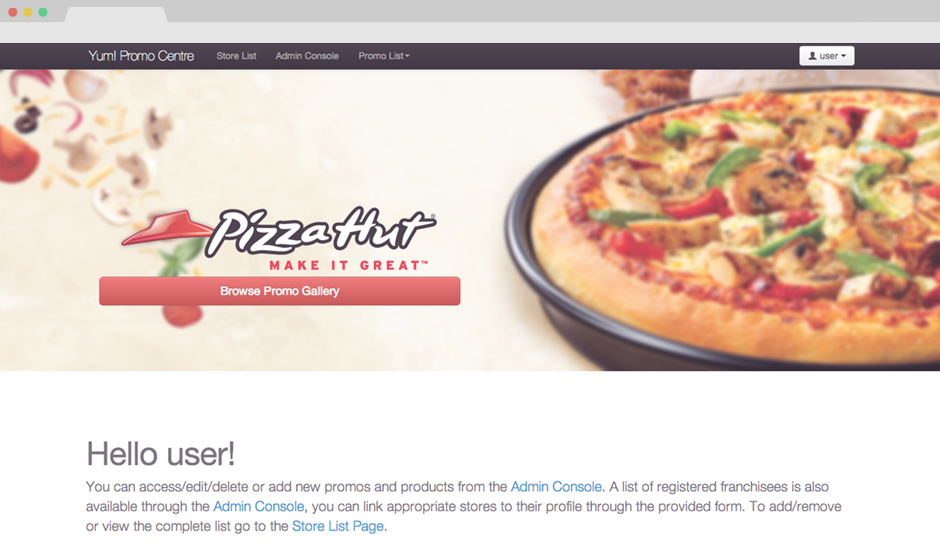 Yum! Promo Centre Store List Admin Console Promo List user
Pizza Hut®
MAKE IT GREAT™
Browse Promo Gallery
Hello user!
You can access/edit/delete or add new promos and products from the Admin Console. A list of registered franchisees is also
available through the Admin Console, you can link appropriate stores to their profile through the provided form. To add/remove
or view the complete list go to the Store List Page.